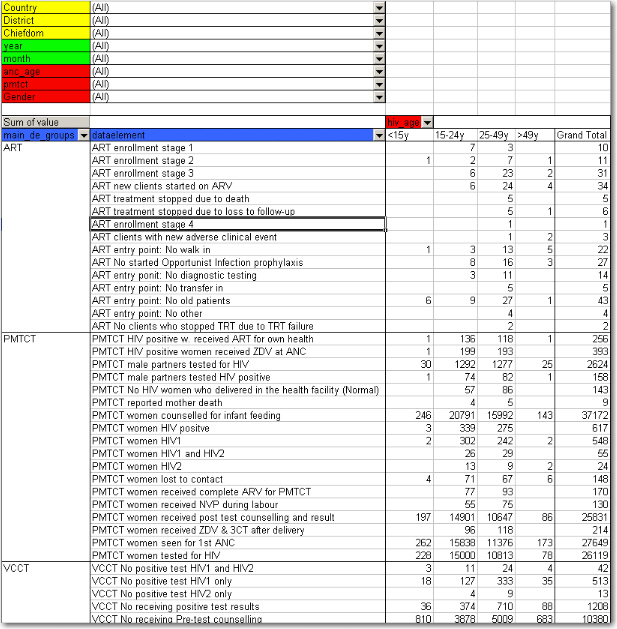 Country (All)
District (All)
Chiefdom (All)
year (All)
month (All)
anc_age (All)
pmtct (All)
Gender (All)
Sum of value hiv_age
main_de_groups dataelement <15y 15-24y 25-49y >49y Grand Total
ART ART enrollment stage 1 7 3 10
ART enrollment stage 2 1 2 7 1 11
ART enrollment stage 3 6 23 2 31
ART new clients started on ARV 6 24 4 34
ART treatment stopped due to death 5 5
ART treatment stopped due to loss to follow-up 5 1 6
ART enrollment stage 4 1 1
ART clients with new adverse clinical event 1 2 3
ART entry point: No walk in 1 3 13 5 22
ART No started Opportunist Infection prophylaxis 8 16 3 27
ART entry point: No diagnostic testing 3 11 14
ART entry point: No transfer in 5 5
ART entry point: No old patients 6 9 27 1 43
ART entry point: No other 4 4
ART No clients who stopped TRT due to TRT failure 2 2
PMTCT PMTCT HIV positive w. received ART for own health 1 136 118 1 256
PMTCT HIV positive women received ZDV at ANC 1 199 193 393
PMTCT male partners tested for HIV 30 1292 1277 25 2624
PMTCT male partners tested HIV positive 1 74 82 1 158
PMTCT No HIV women who delivered in the health facility (Normal) 57 86 143
PMTCT reported mother death 4 5 9
PMTCT women counselled for infant feeding 246 20791 15992 143 37172
PMTCT women HIV positve 3 339 275 617
PMTCT women HIV1 2 302 242 2 548
PMTCT women HIV1 and HIV2 26 29 55
PMTCT women HIV2 13 9 2 24
PMTCT women lost to contact 4 71 67 6 148
PMTCT women received complete ARV for PMTCT 77 93 170
PMTCT women received NVP during labour 55 75 130
PMTCT women received post test counselling and result 197 14901 10647 86 25831
PMTCT women received ZDV & 3CT after delivery 96 118 214
PMTCT women seen for 1st ANC 262 15838 11376 173 27649
PMTCT women tested for HIV 228 15000 10813 78 26119
VCCT VCCT No positive test HIV1 and HIV2 3 11 24 4 42
VCCT No positive test HIV1 only 18 127 333 35 513
VCCT No positive test HIV2 only 4 9 13
VCCT No receiving positive test results 36 374 710 88 1208
VCCT No receiving Pre-test counselling 810 3878 5009 683 10380